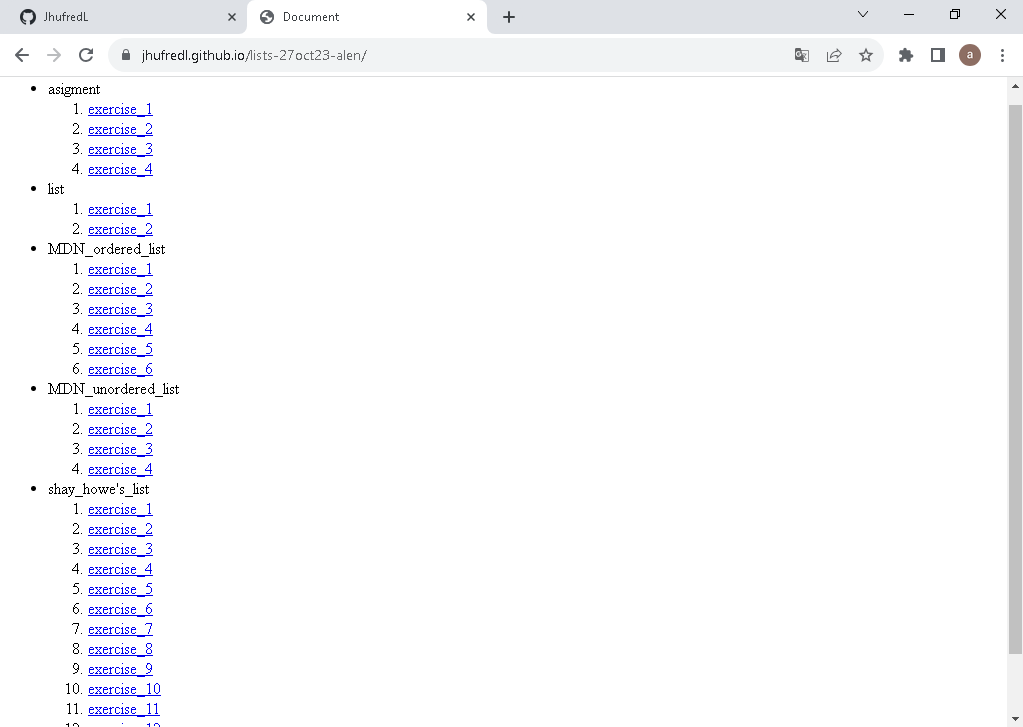 JhufredL
Document
jhufredl.github.io/lists-27oct23-alen/
a
asigment
1. exercise_1
2. exercise_2
3. exercise_3
4. exercise_4
list
1. exercise_1
2. exercise_2
MDN_ordered_list
1. exercise_1
2. exercise_2
3. exercise_3
4. exercise_4
5. exercise_5
6. exercise_6
MDN_unordered_list
1. exercise_1
2. exercise_2
3. exercise_3
4. exercise_4
shay_howe's_list
1. exercise_1
2. exercise_2
3. exercise_3
4. exercise_4
5. exercise_5
6. exercise_6
7. exercise_7
8. exercise_8
9. exercise_9
10. exercise_10
11. exercise_11
12. exercise_12